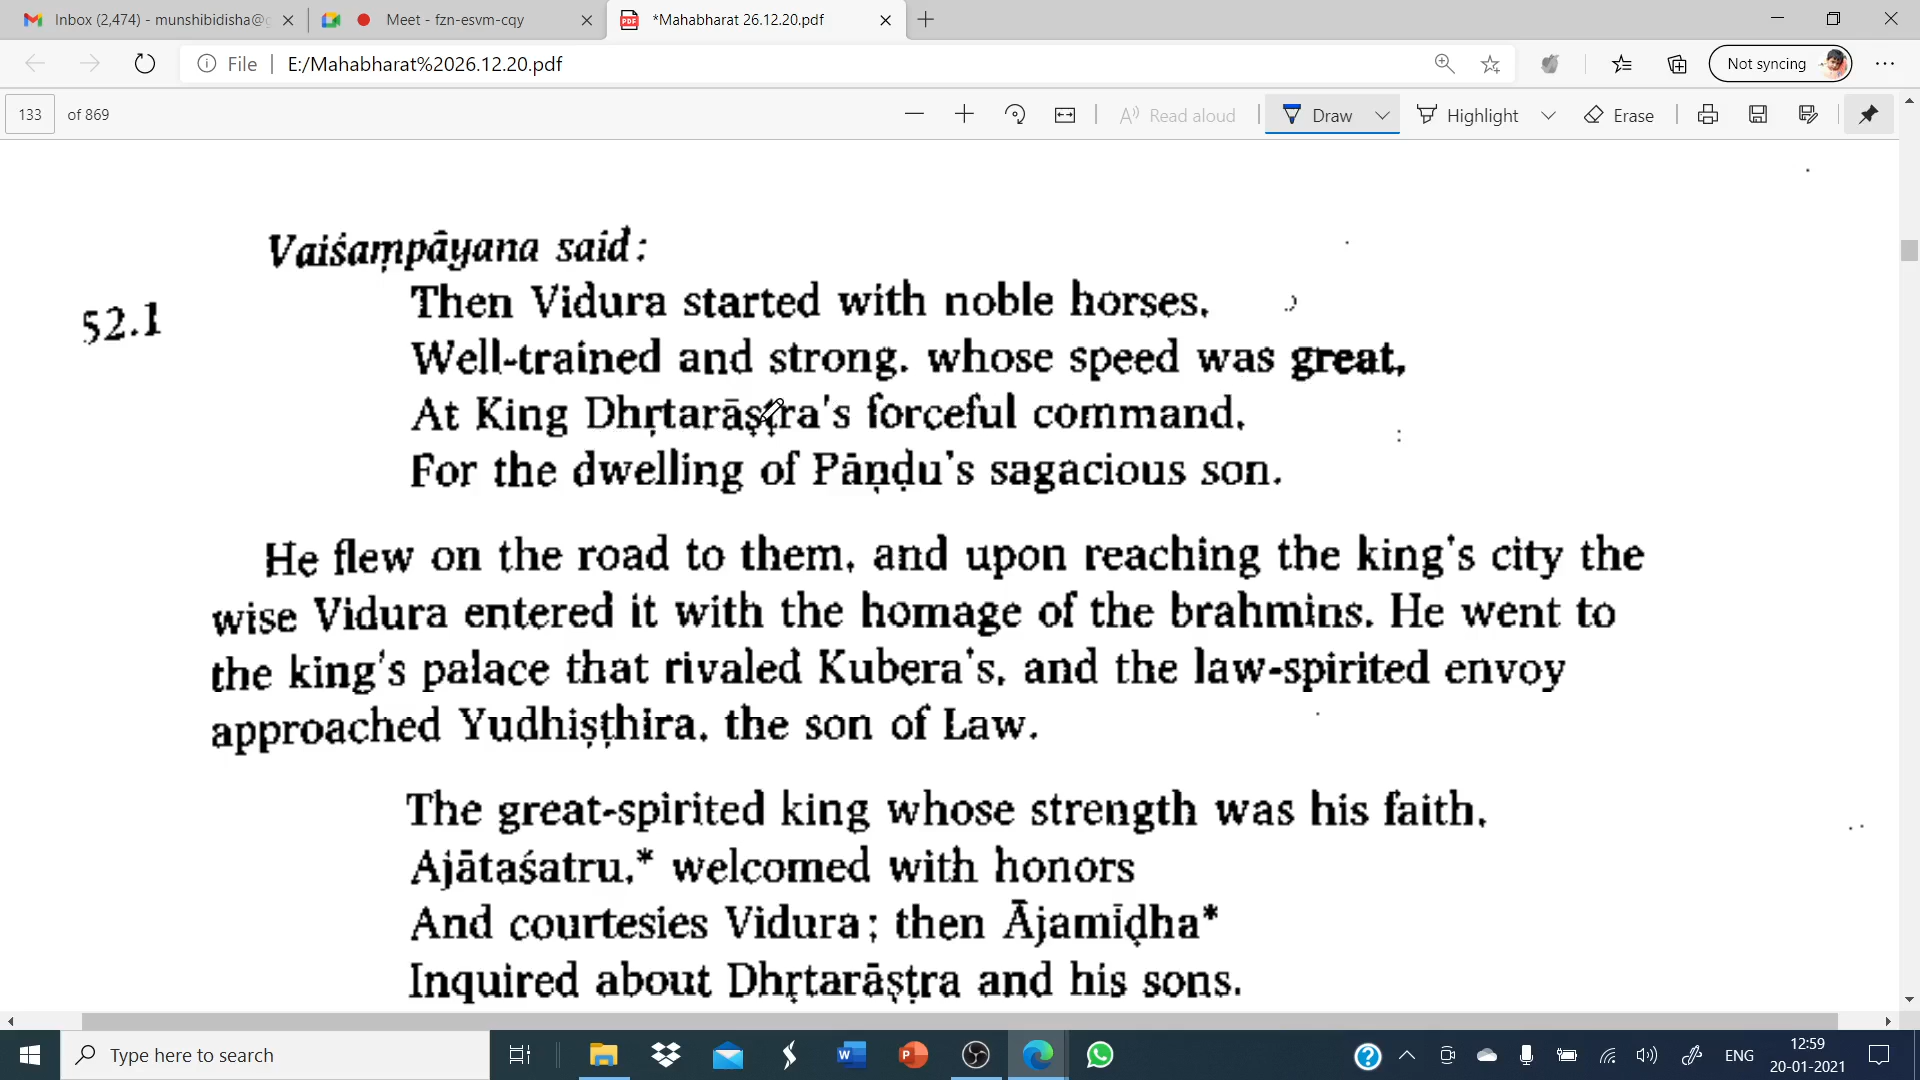 Inbox (2,474) - munshibidisha@g
Meet - fzn-esvm-cqy
*Mahabharat 26.12.20.pdf
File
E:/Mahabharat%2026.12.20.pdf
Not syncing
133 of 869
Read aloud
Draw
Highlight
Erase
Vaiśaṃpāyana said:
52.1
Then Vidura started with noble horses,
Well-trained and strong, whose speed was great,
At King Dhṛtarāṣṭra's forceful command,
For the dwelling of Pāṇḍu's sagacious son.
He flew on the road to them, and upon reaching the king's city the
wise Vidura entered it with the homage of the brahmins. He went to
the king's palace that rivaled Kubera's, and the law-spirited envoy
approached Yudhiṣṭhira, the son of Law.
The great-spirited king whose strength was his faith,
Ajātaśatru,* welcomed with honors
And courtesies Vidura; then Ājamīḍha*
Inquired about Dhṛtarāṣṭra and his sons.
Type here to search
ENG
12:59
20-01-2021